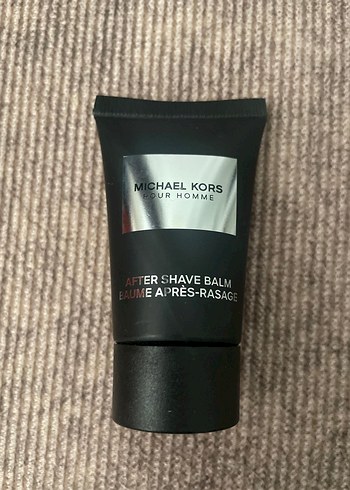 MICHAEL KORS
POUR HOMME
AFTER SHAVE BALM
BAUME APRÈS-RASAGE